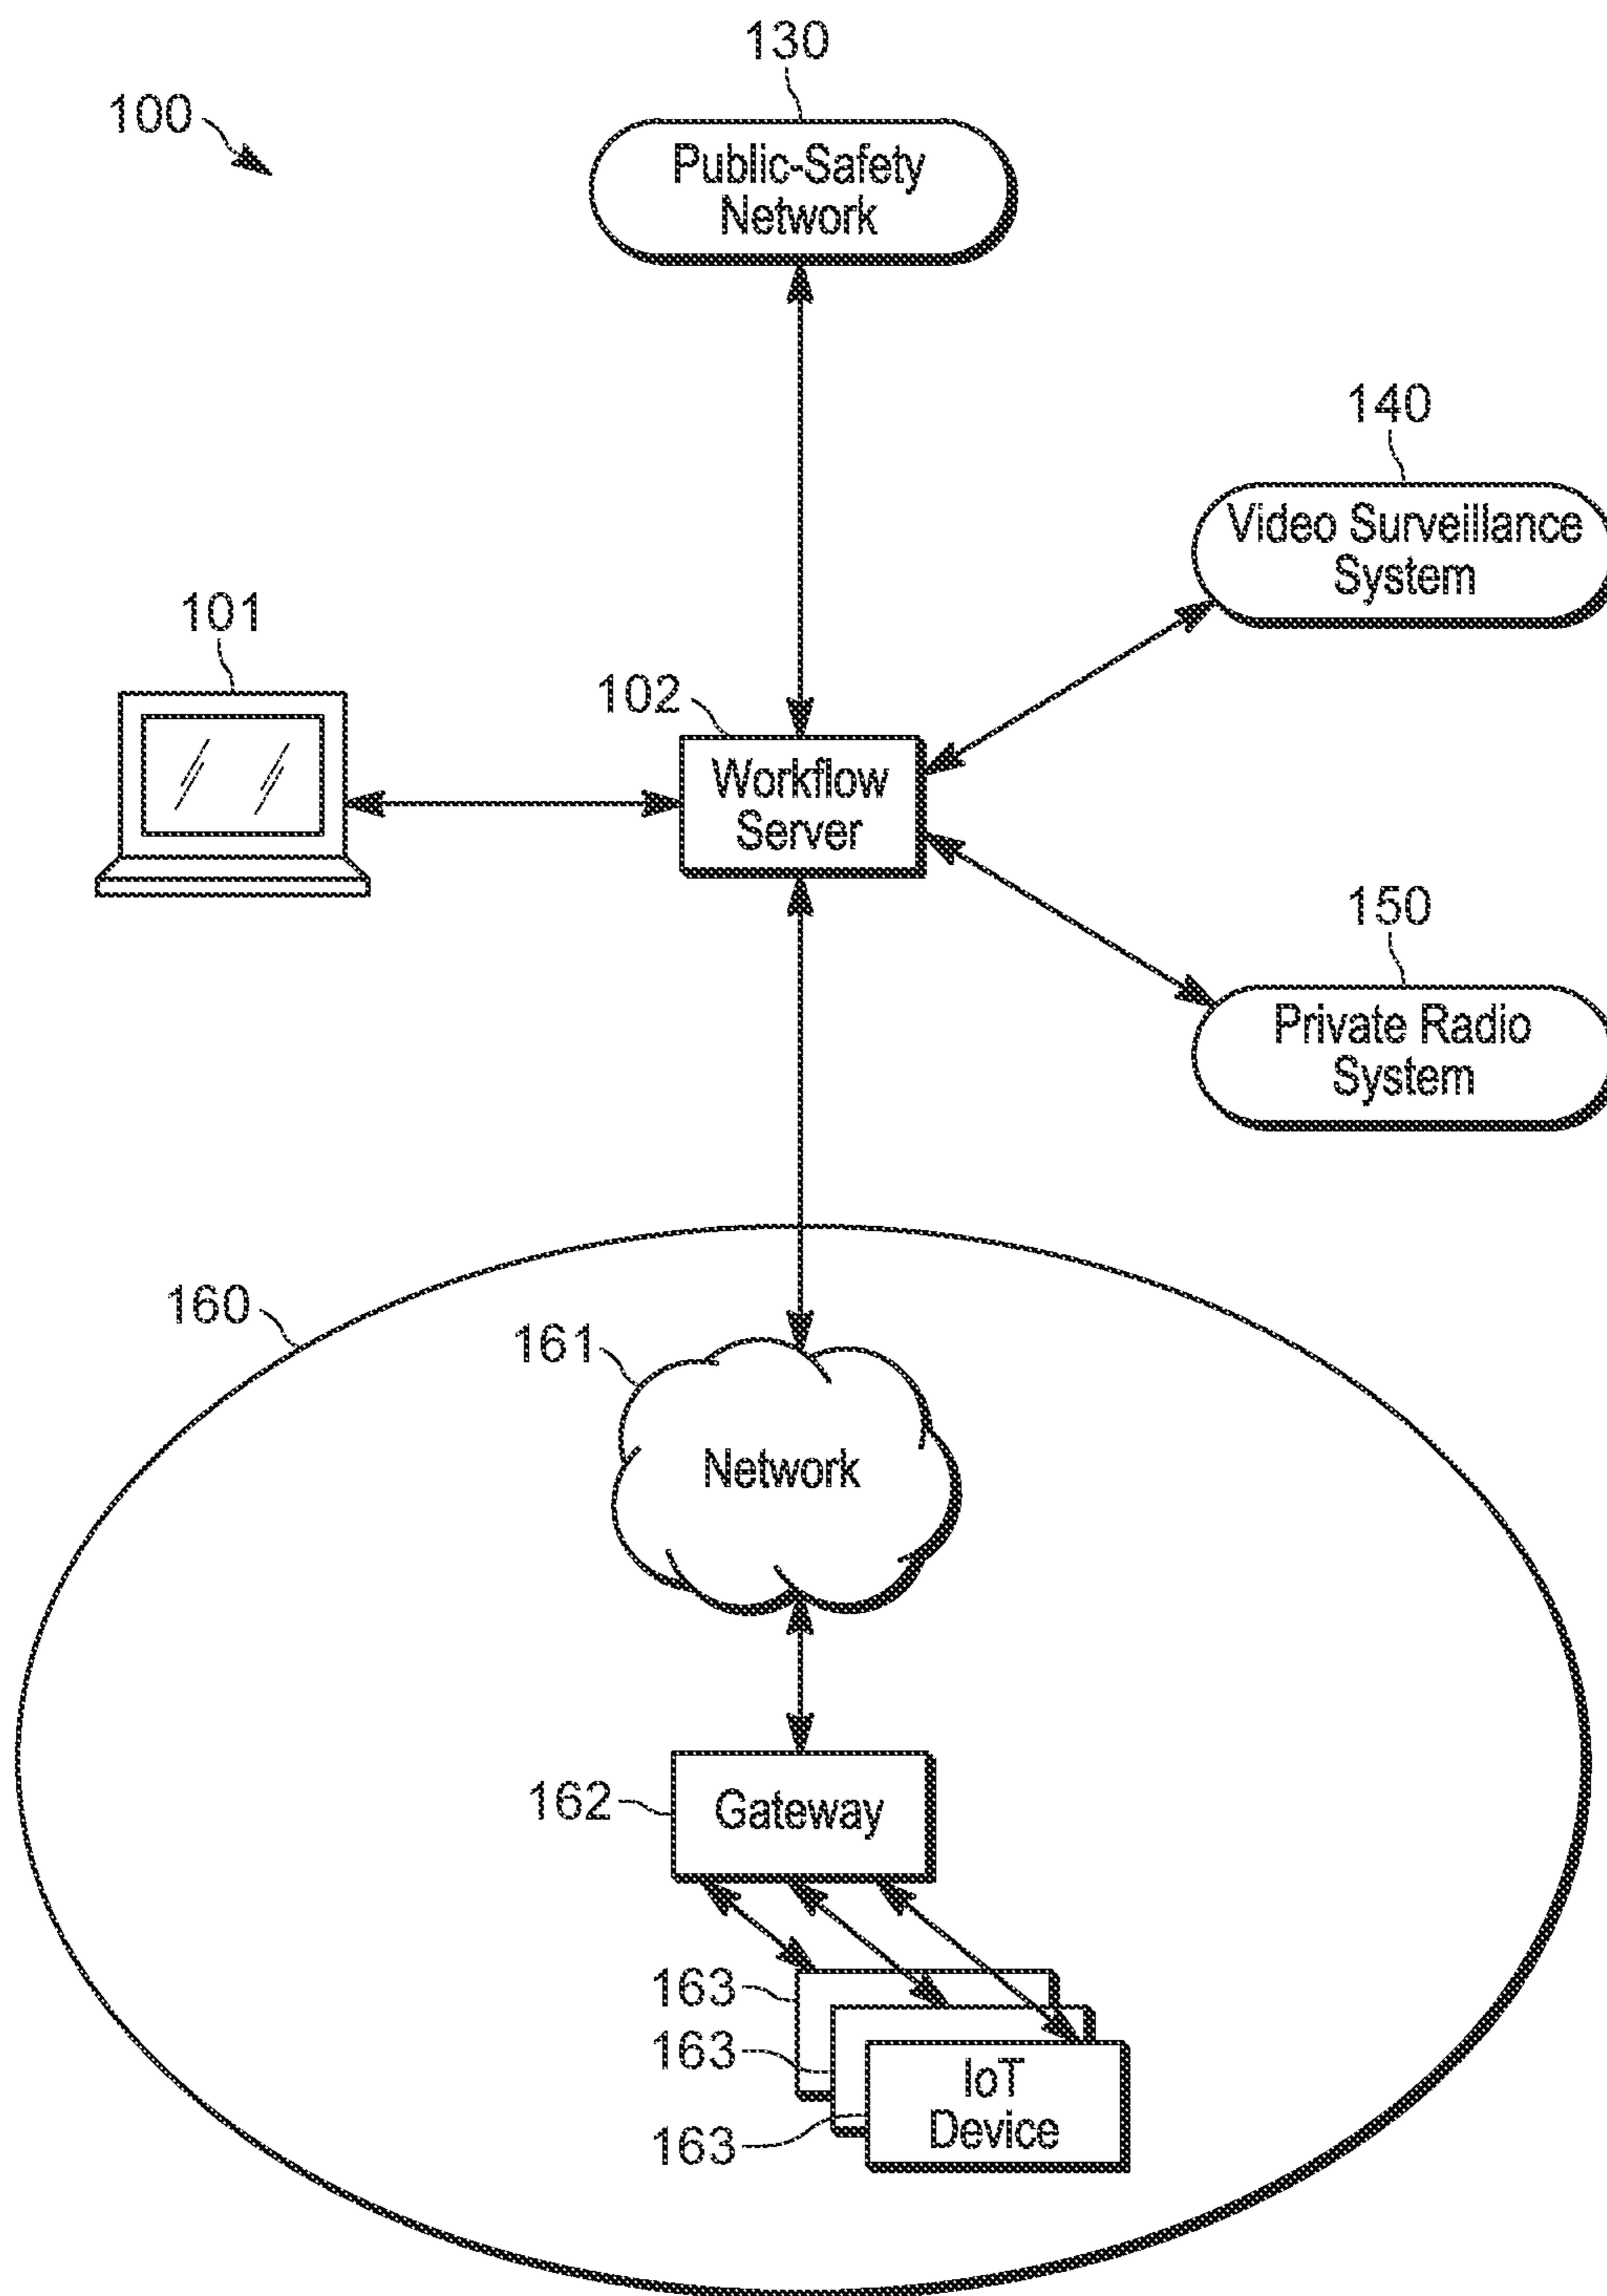 130
100
Public-Safety
Network
140
Video Surveillance
System
101
102
Workflow
Server
150
Private Radio
System
160
161
Network
162
Gateway
163
163
163
IoT
Device